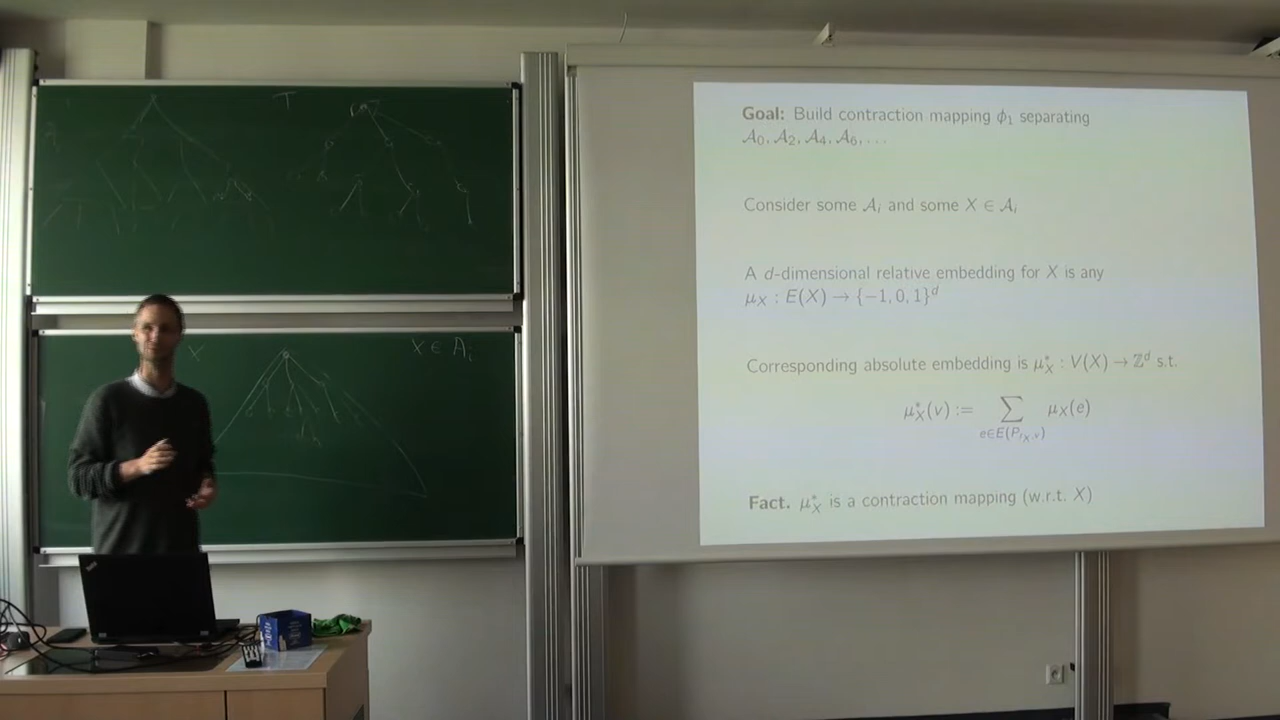 T
X
X ∈ A_i
Goal: Build contraction mapping ϕ₁ separating
𝒜₀, 𝒜₂, 𝒜₄, 𝒜₆, . . .
Consider some 𝒜ᵢ and some X ∈ 𝒜ᵢ
A d-dimensional relative embedding for X is any
μ_X : E(X) → {−1, 0, 1}^d
Corresponding absolute embedding is μ*_X : V(X) → ℤ^d s.t.
μ*_X(v) := ∑_{e∈E(P_{r_X,v})} μ_X(e)
Fact. μ*_X is a contraction mapping (w.r.t. X)